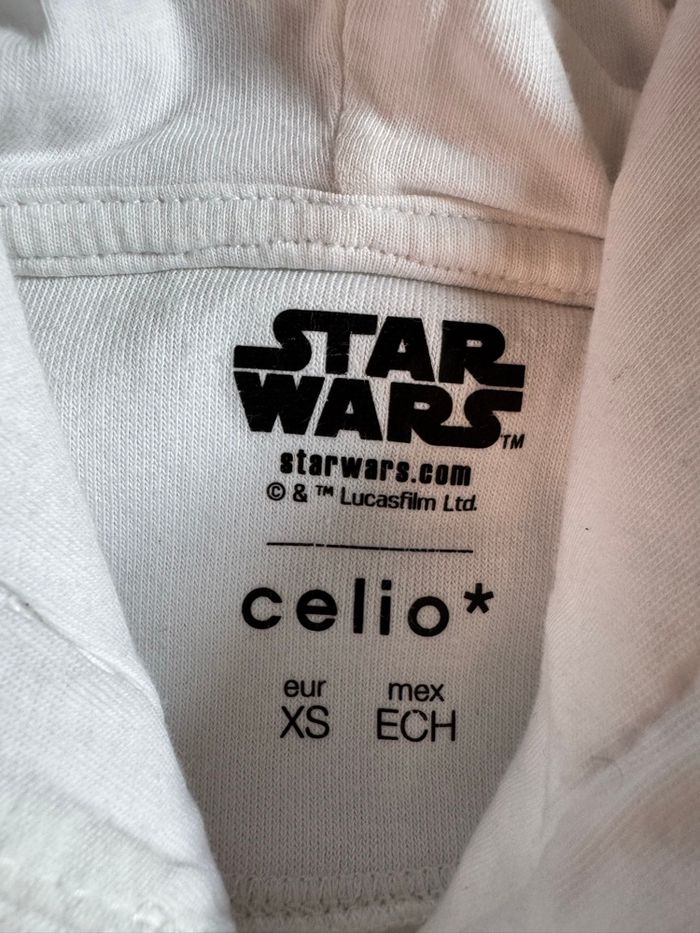 STAR
WARS™
starwars.com
© & ™ Lucasfilm Ltd.
celio*
eur mex
XS ECH